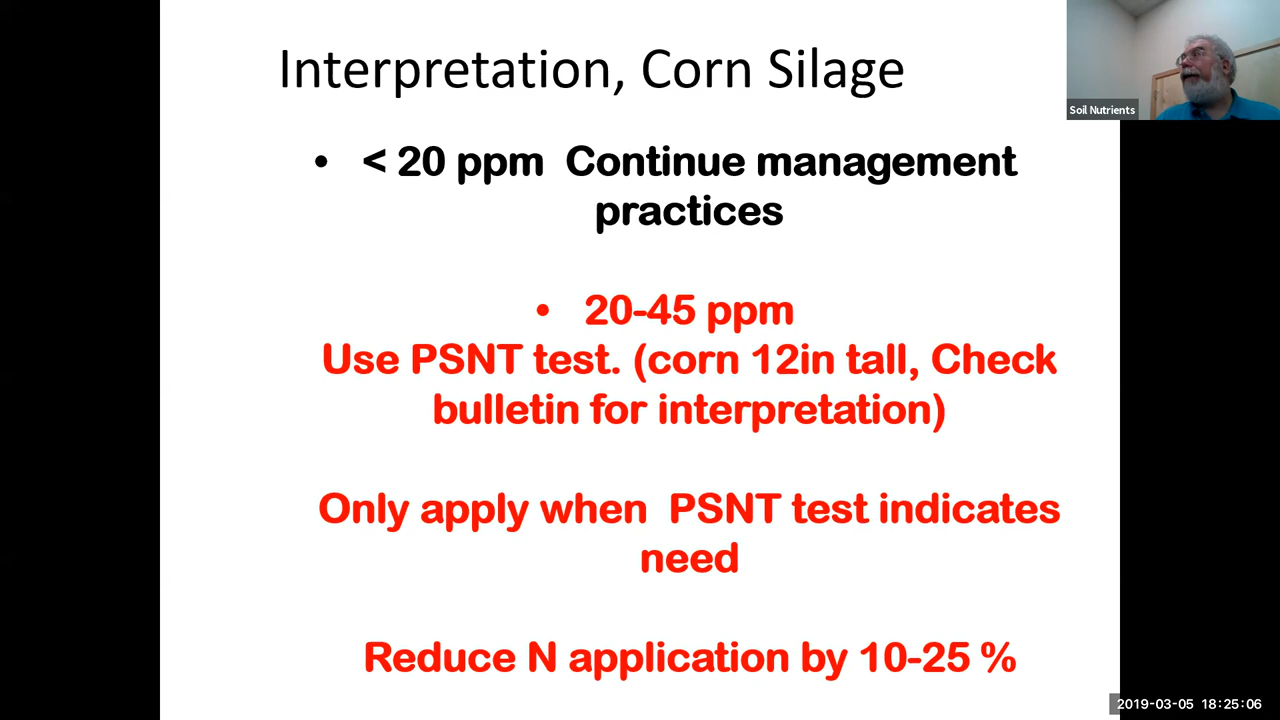 Interpretation, Corn Silage
Soil Nutrients
• < 20 ppm Continue management
practices
• 20-45 ppm
Use PSNT test. (corn 12in tall, Check
bulletin for interpretation)
Only apply when PSNT test indicates
need
Reduce N application by 10-25 %
2019-03-05 18:25:06